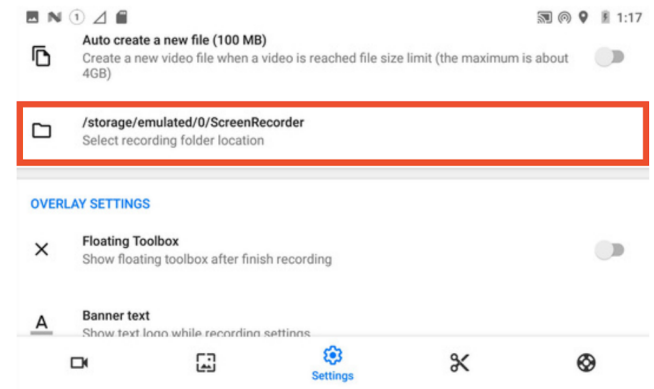 1 1:17
Auto create a new file (100 MB)
Create a new video file when a video is reached file size limit (the maximum is about
4GB)
/storage/emulated/0/ScreenRecorder
Select recording folder location
OVERLAY SETTINGS
Floating Toolbox
Show floating toolbox after finish recording
A
Banner text
Show text logo while recording settings
Settings